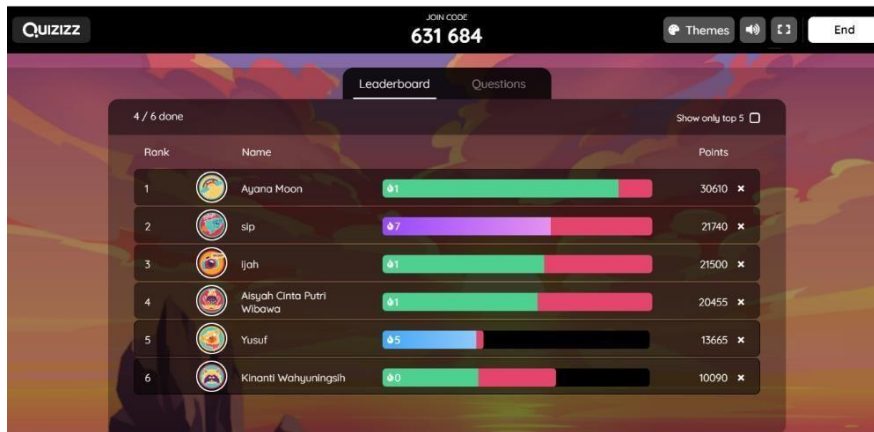 QUIZIZZ
JOIN CODE
631 684
Themes
End
Leaderboard Questions
4 / 6 done
Show only top 5
Rank Name Points
1 Ayana Moon 1 30610 ×
2 sip 7 21740 ×
3 Ijah 1 21500 ×
4 Aisyah Cinta Putri
Wibawa 1 20455 ×
5 Yusuf 5 13665 ×
6 Kinanti Wahyuningsih 0 10090 ×